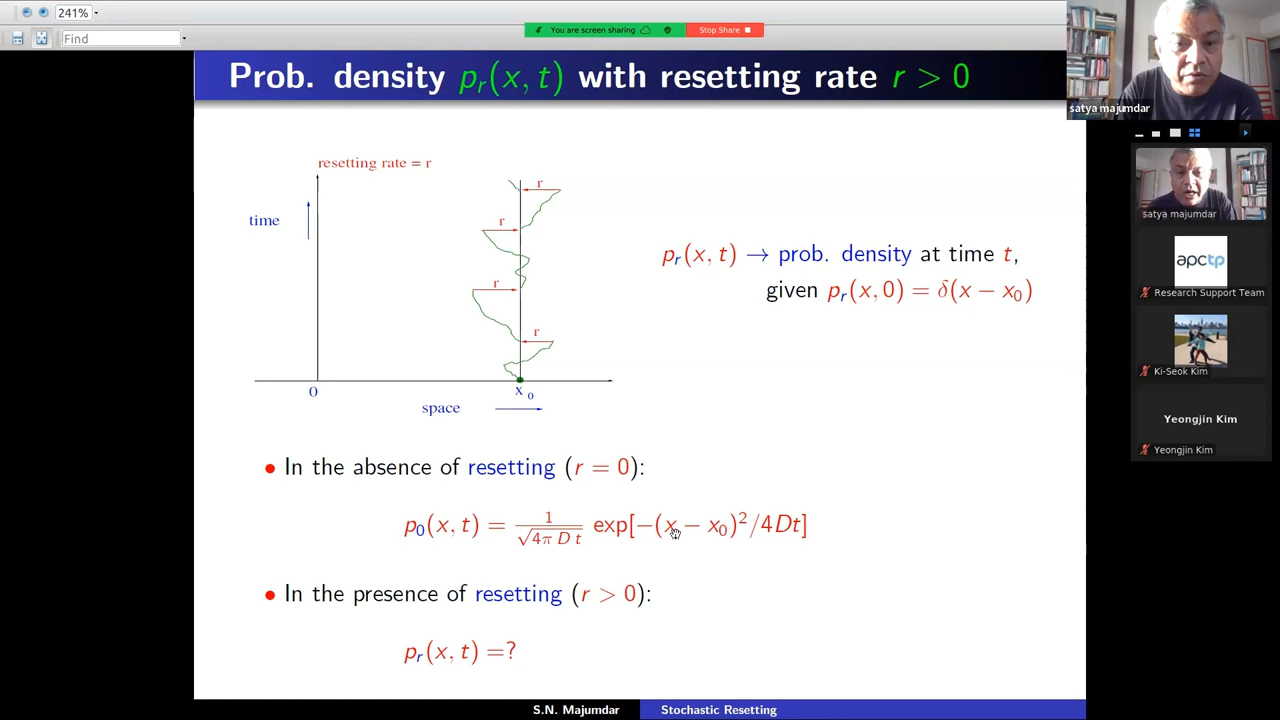 241%
Find
You are screen sharing
Stop Share
Prob. density p_r(x, t) with resetting rate r > 0
satya majumdar
resetting rate = r
time
r
r
r
r
0
x_0
space
p_r(x, t) → prob. density at time t,
given p_r(x, 0) = δ(x − x_0)
• In the absence of resetting (r = 0):
p_0(x, t) = 1/√(4π D t) exp[−(x − x_0)²/4Dt]
• In the presence of resetting (r > 0):
p_r(x, t) =?
S.N. Majumdar
Stochastic Resetting
satya majumdar
apctp
Research Support Team
Ki-Seok Kim
Yeongjin Kim
Yeongjin Kim